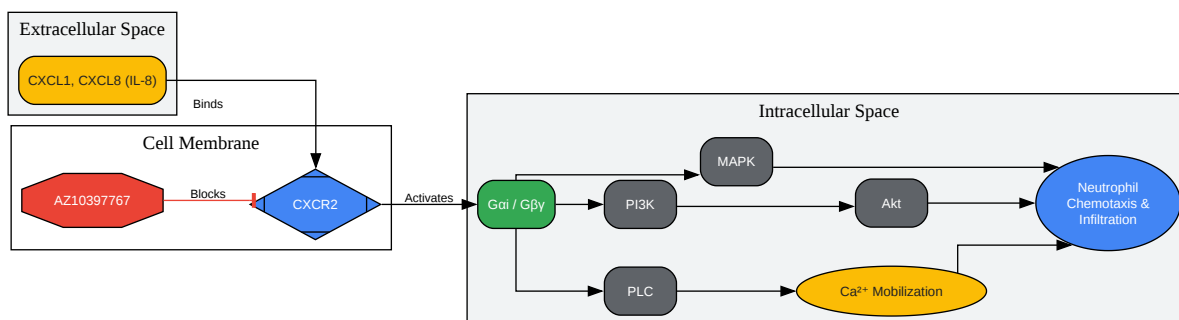 Extracellular Space
CXCL1, CXCL8 (IL-8)
Binds
Cell Membrane
AZ10397767
Blocks
CXCR2
Activates
Intracellular Space
Gαi / Gβγ
MAPK
PI3K
Akt
PLC
Ca²⁺ Mobilization
Neutrophil
Chemotaxis &
Infiltration